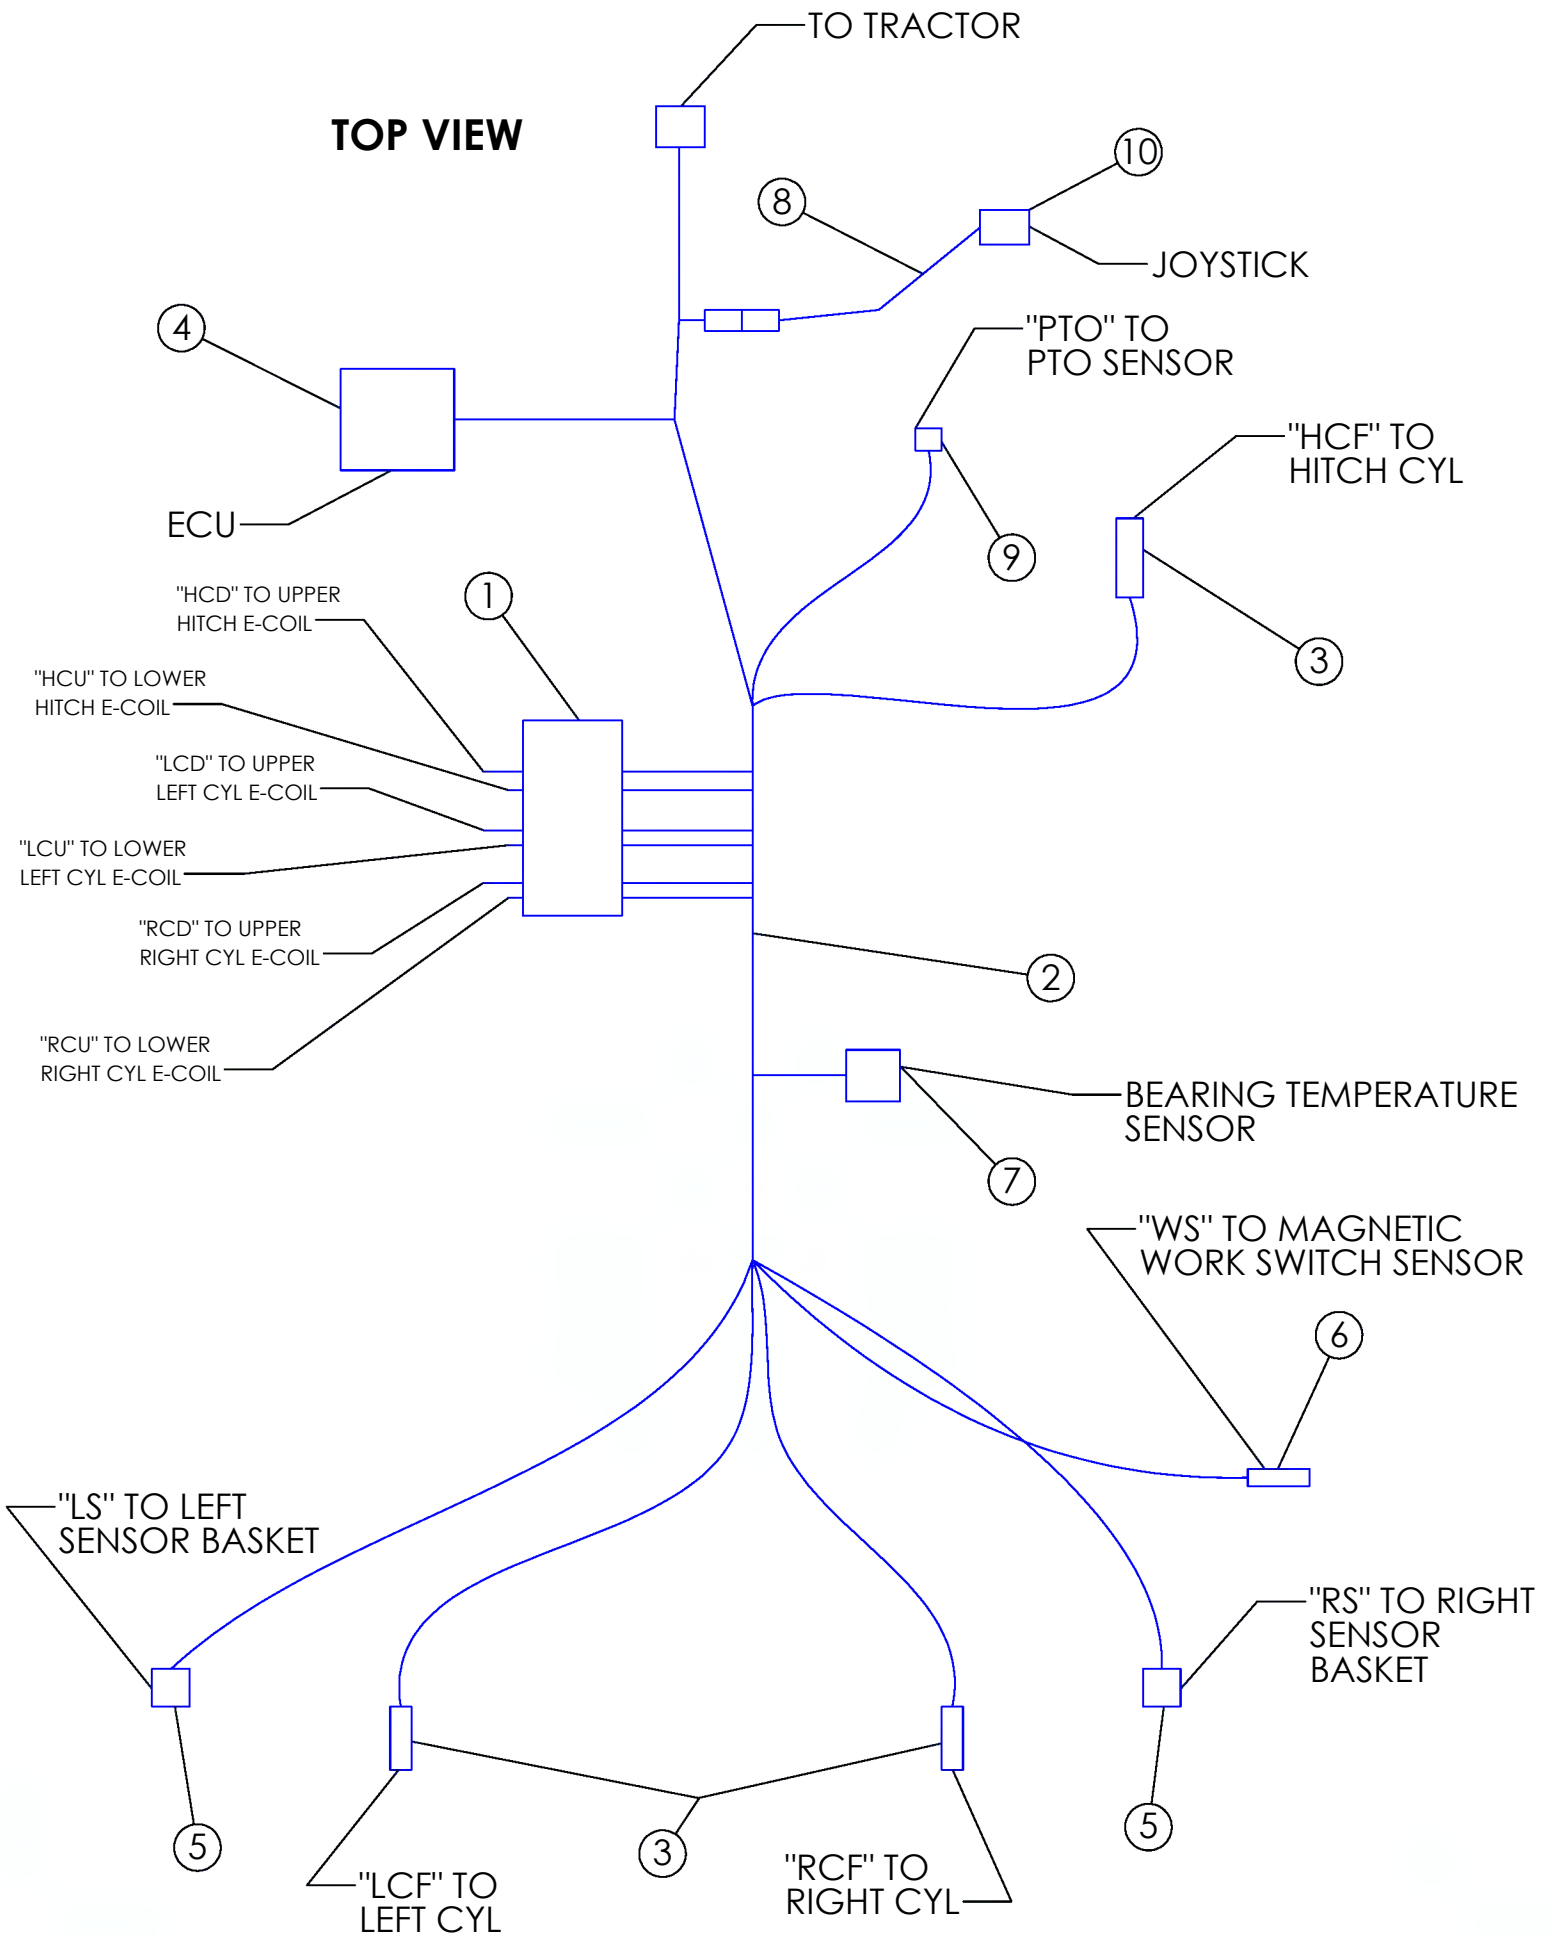 TO TRACTOR
TOP VIEW
10
8
JOYSTICK
4
"PTO" TO
PTO SENSOR
"HCF" TO
HITCH CYL
ECU
9
"HCD" TO UPPER
HITCH E-COIL
1
3
"HCU" TO LOWER
HITCH E-COIL
"LCD" TO UPPER
LEFT CYL E-COIL
"LCU" TO LOWER
LEFT CYL E-COIL
"RCD" TO UPPER
RIGHT CYL E-COIL
2
"RCU" TO LOWER
RIGHT CYL E-COIL
BEARING TEMPERATURE
SENSOR
7
"WS" TO MAGNETIC
WORK SWITCH SENSOR
6
"LS" TO LEFT
SENSOR BASKET
"RS" TO RIGHT
SENSOR
BASKET
5
3
5
"LCF" TO
LEFT CYL
"RCF" TO
RIGHT CYL